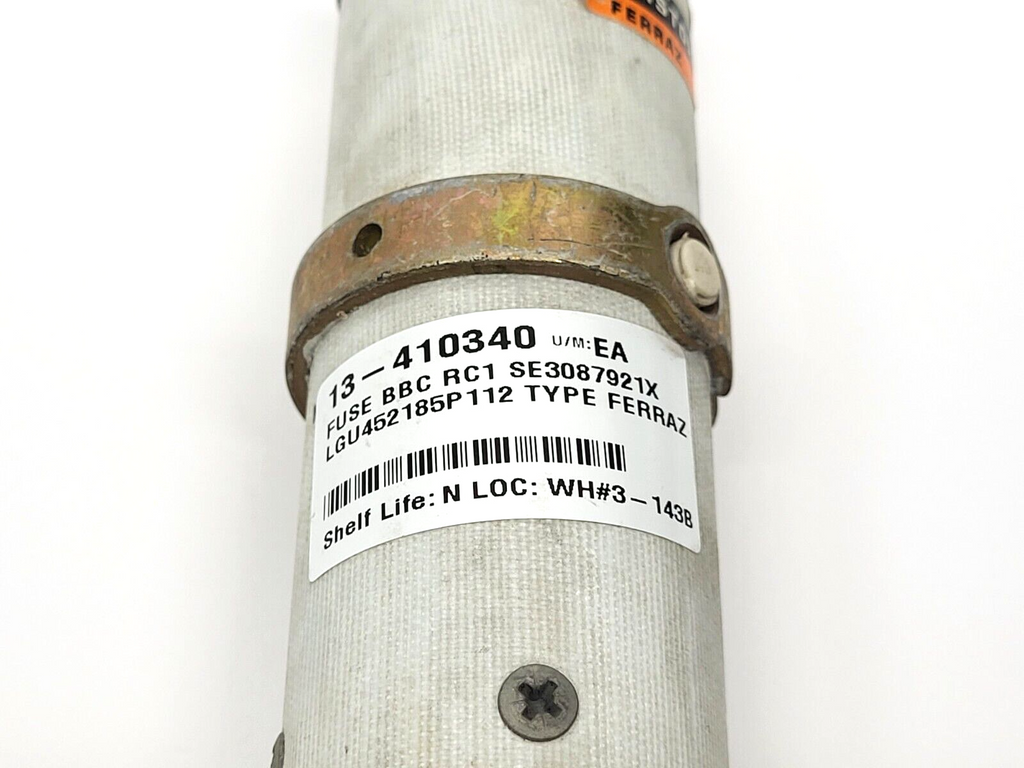 FERRAZ
13-410340 U/M: EA
FUSE BBC RC1 SE3087921X
LGU452185P112 TYPE FERRAZ
Shelf Life: N LOC: WH#3-143B